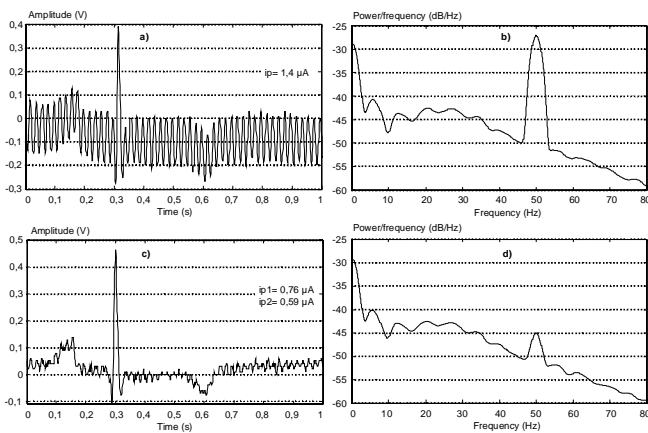 Amplitude (V)
a)
0,4
0,3
0,2
0,1
0
-0,1
-0,2
-0,3
ip= 1,4 µA
0 0,1 0,2 0,3 0,4 0,5 0,6 0,7 0,8 0,9 1
Time (s)
Power/frequency (dB/Hz)
b)
-25
-30
-35
-40
-45
-50
-55
-60
0 10 20 30 40 50 60 70 80
Frequency (Hz)
Amplitude (V)
c)
0,5
0,4
0,3
0,2
0,1
0
-0,1
ip1= 0,76 µA
ip2= 0,59 µA
0 0,1 0,2 0,3 0,4 0,5 0,6 0,7 0,8 0,9 1
Time (s)
Power/frequency (dB/Hz)
d)
-25
-30
-35
-40
-45
-50
-55
-60
0 10 20 30 40 50 60 70 80
Frequency (Hz)